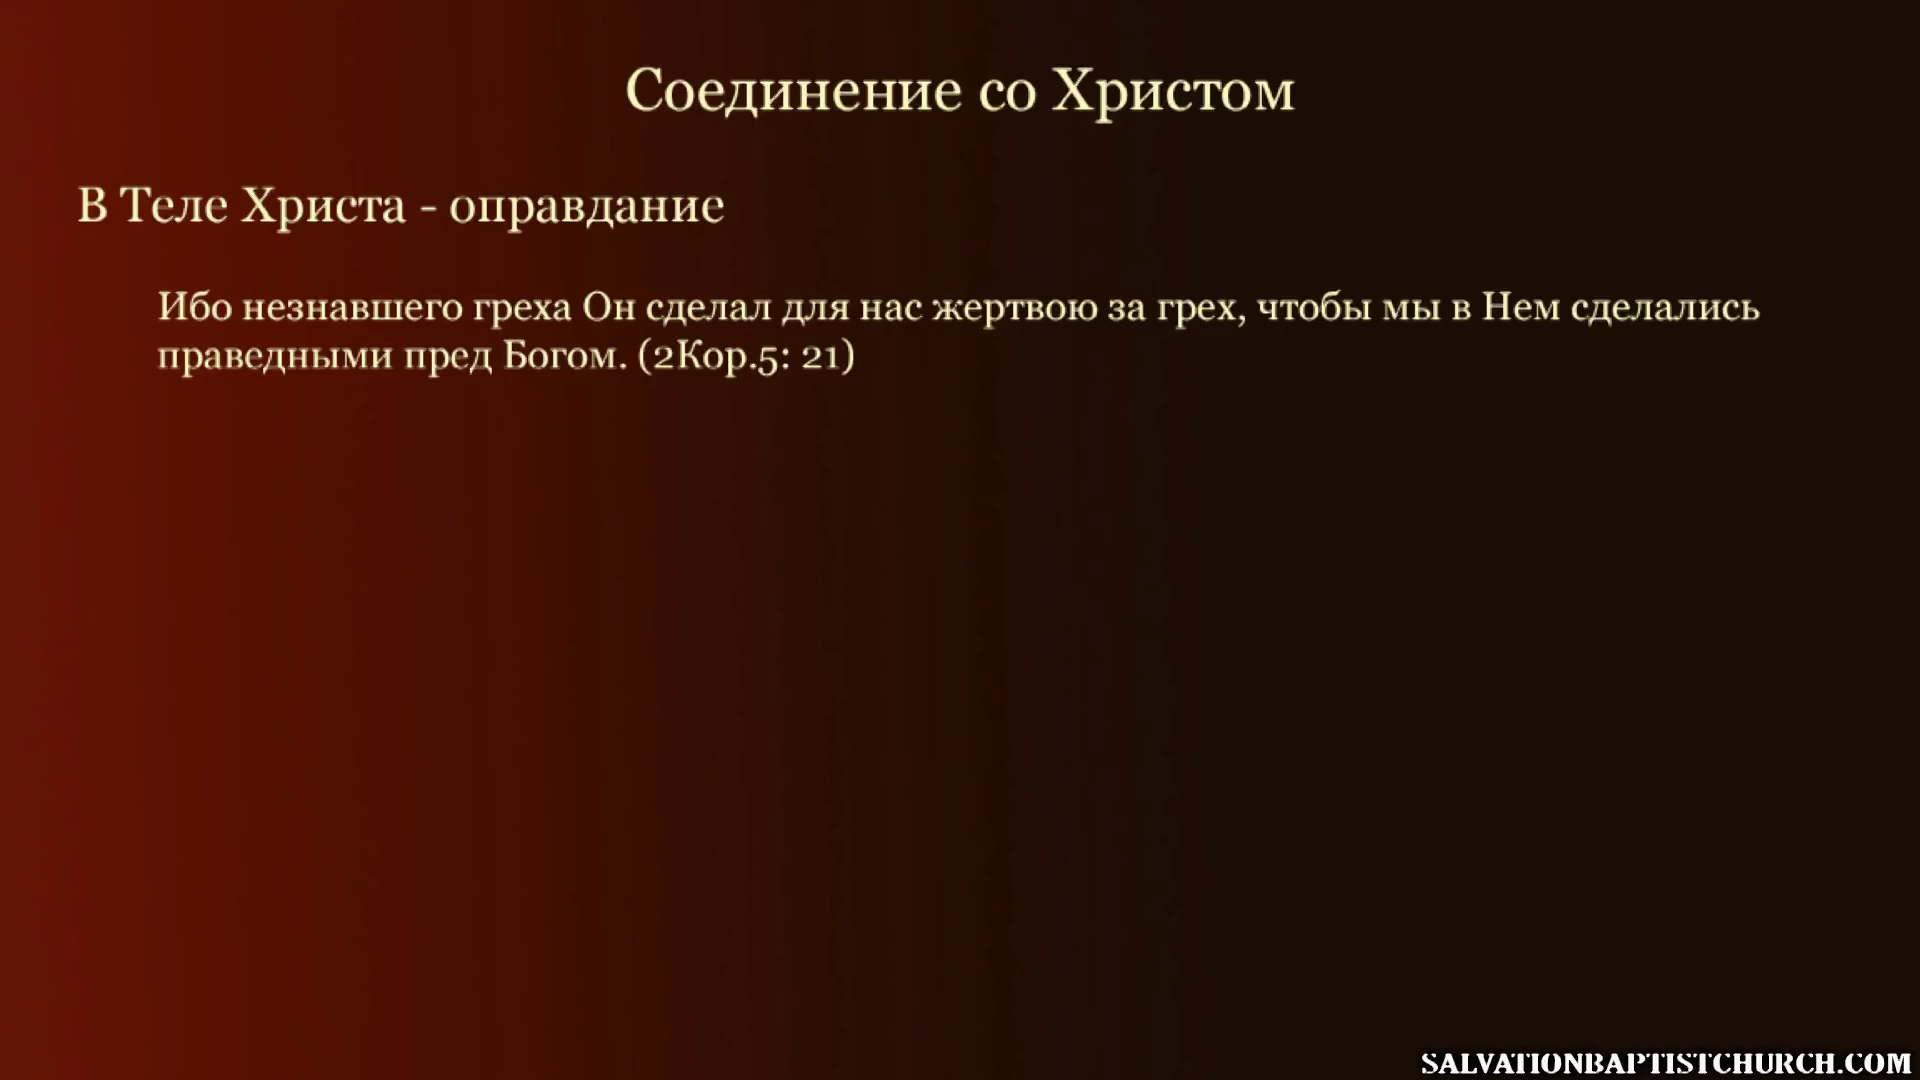 Соединение со Христом
В Теле Христа - оправдание
Ибо незнавшего греха Он сделал для нас жертвою за грех, чтобы мы в Нем сделались
праведными пред Богом. (2Кор.5: 21)
SALVATIONBAPTISTCHURCH.COM